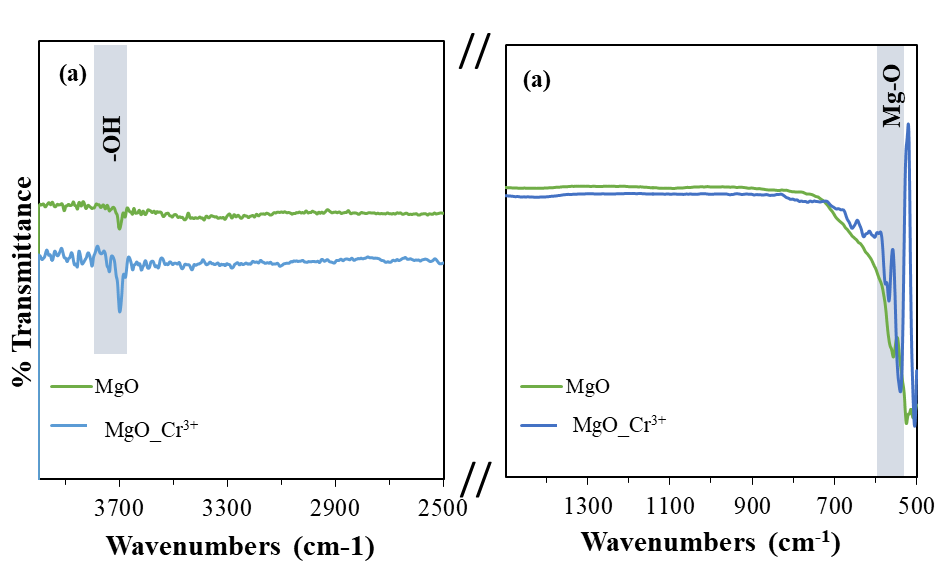 //
(a)
(a)
-OH
Mg-O
% Transmittance
MgO
MgO_Cr³⁺
MgO
MgO_Cr³⁺
//
3700 3300 2900 2500
1300 1100 900 700 500
Wavenumbers (cm-1)
Wavenumbers (cm⁻¹)